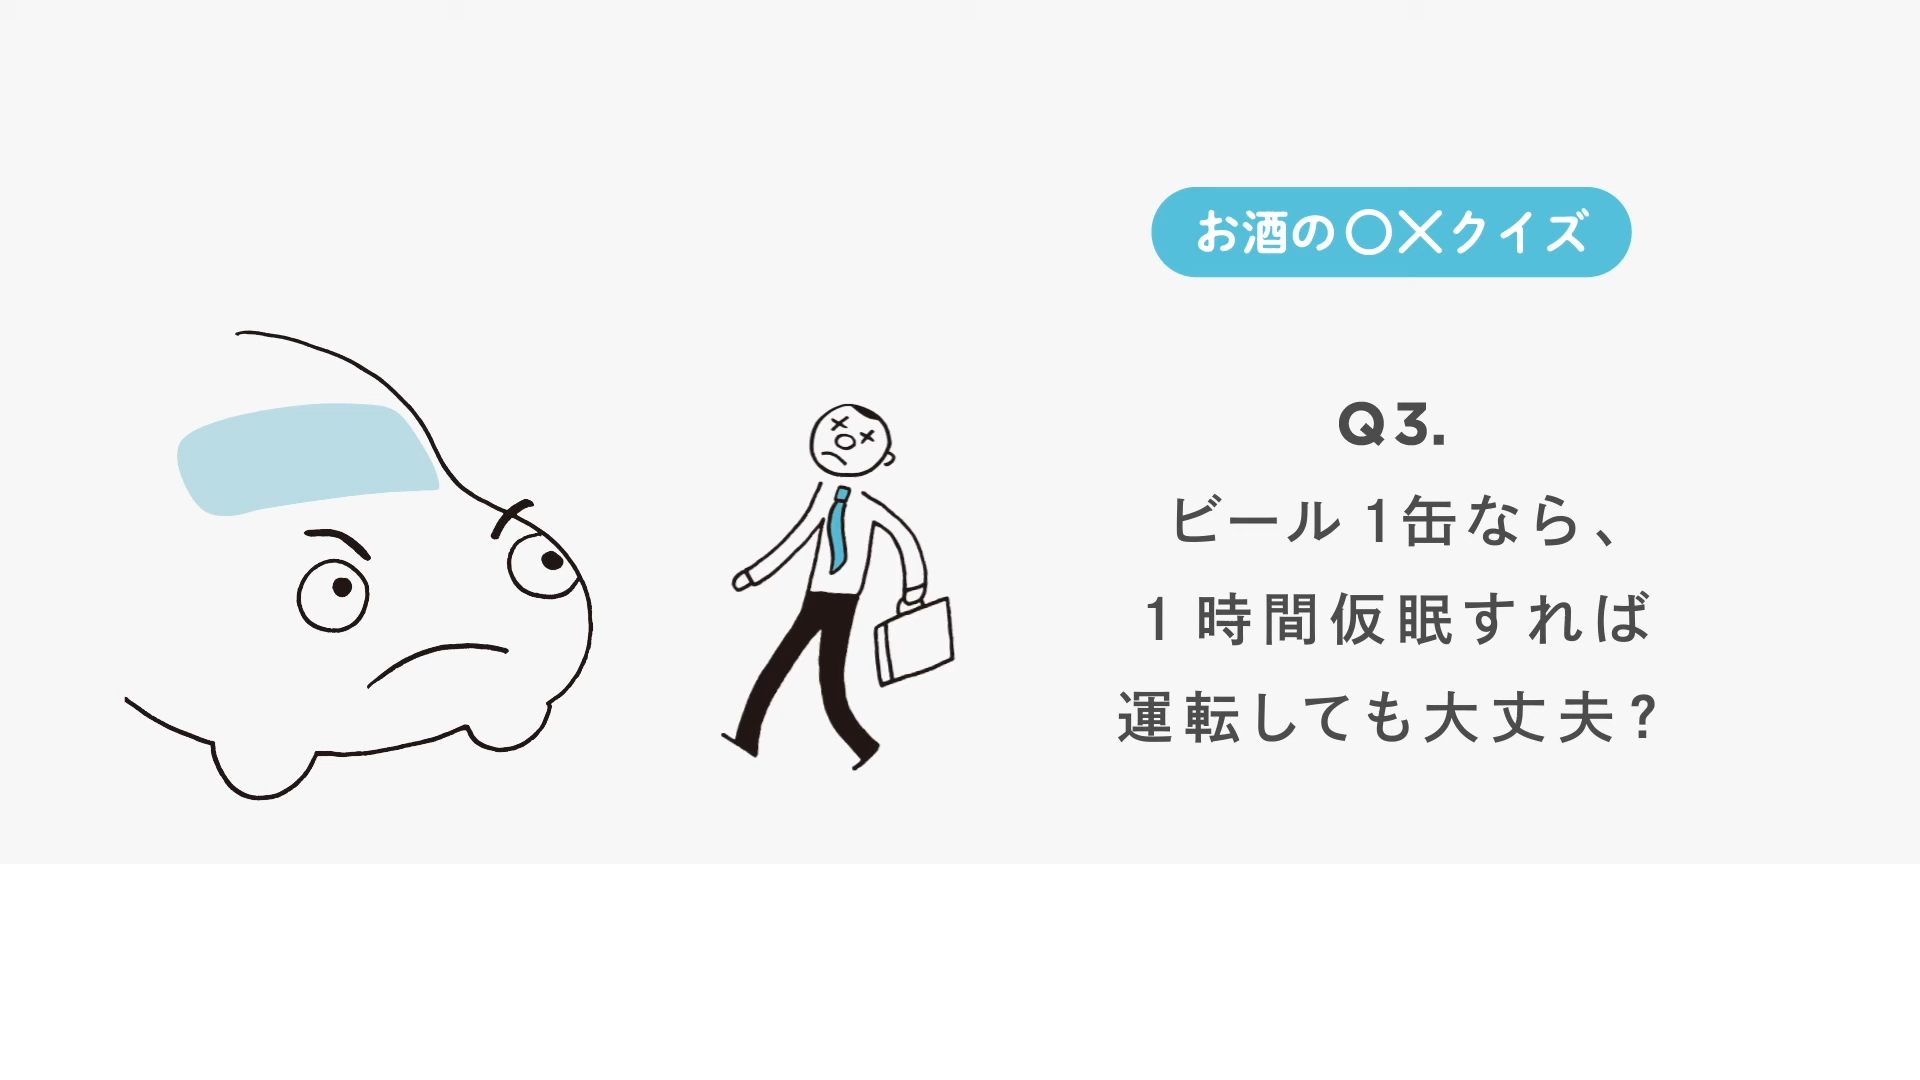 お酒の○×クイズ
Q3.
ビール1缶なら、
1時間仮眠すれば
運転しても大丈夫?